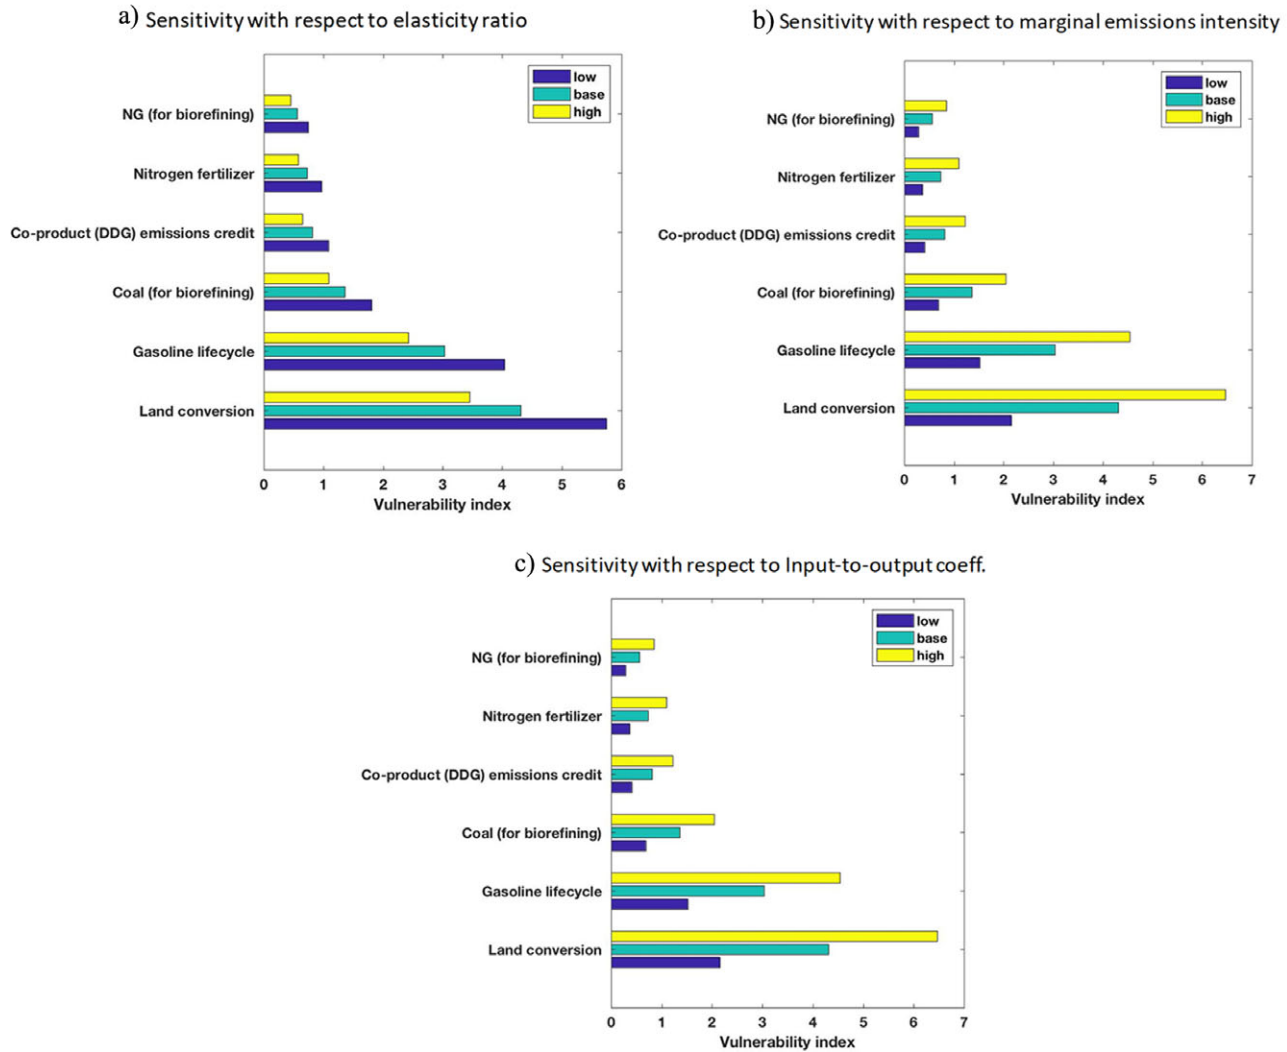 a) Sensitivity with respect to elasticity ratio
low
base
high
NG (for biorefining)
Nitrogen fertilizer
Co-product (DDG) emissions credit
Coal (for biorefining)
Gasoline lifecycle
Land conversion
0 1 2 3 4 5 6
Vulnerability index
b) Sensitivity with respect to marginal emissions intensity
low
base
high
NG (for biorefining)
Nitrogen fertilizer
Co-product (DDG) emissions credit
Coal (for biorefining)
Gasoline lifecycle
Land conversion
0 1 2 3 4 5 6 7
Vulnerability index
c) Sensitivity with respect to Input-to-output coeff.
low
base
high
NG (for biorefining)
Nitrogen fertilizer
Co-product (DDG) emissions credit
Coal (for biorefining)
Gasoline lifecycle
Land conversion
0 1 2 3 4 5 6 7
Vulnerability index